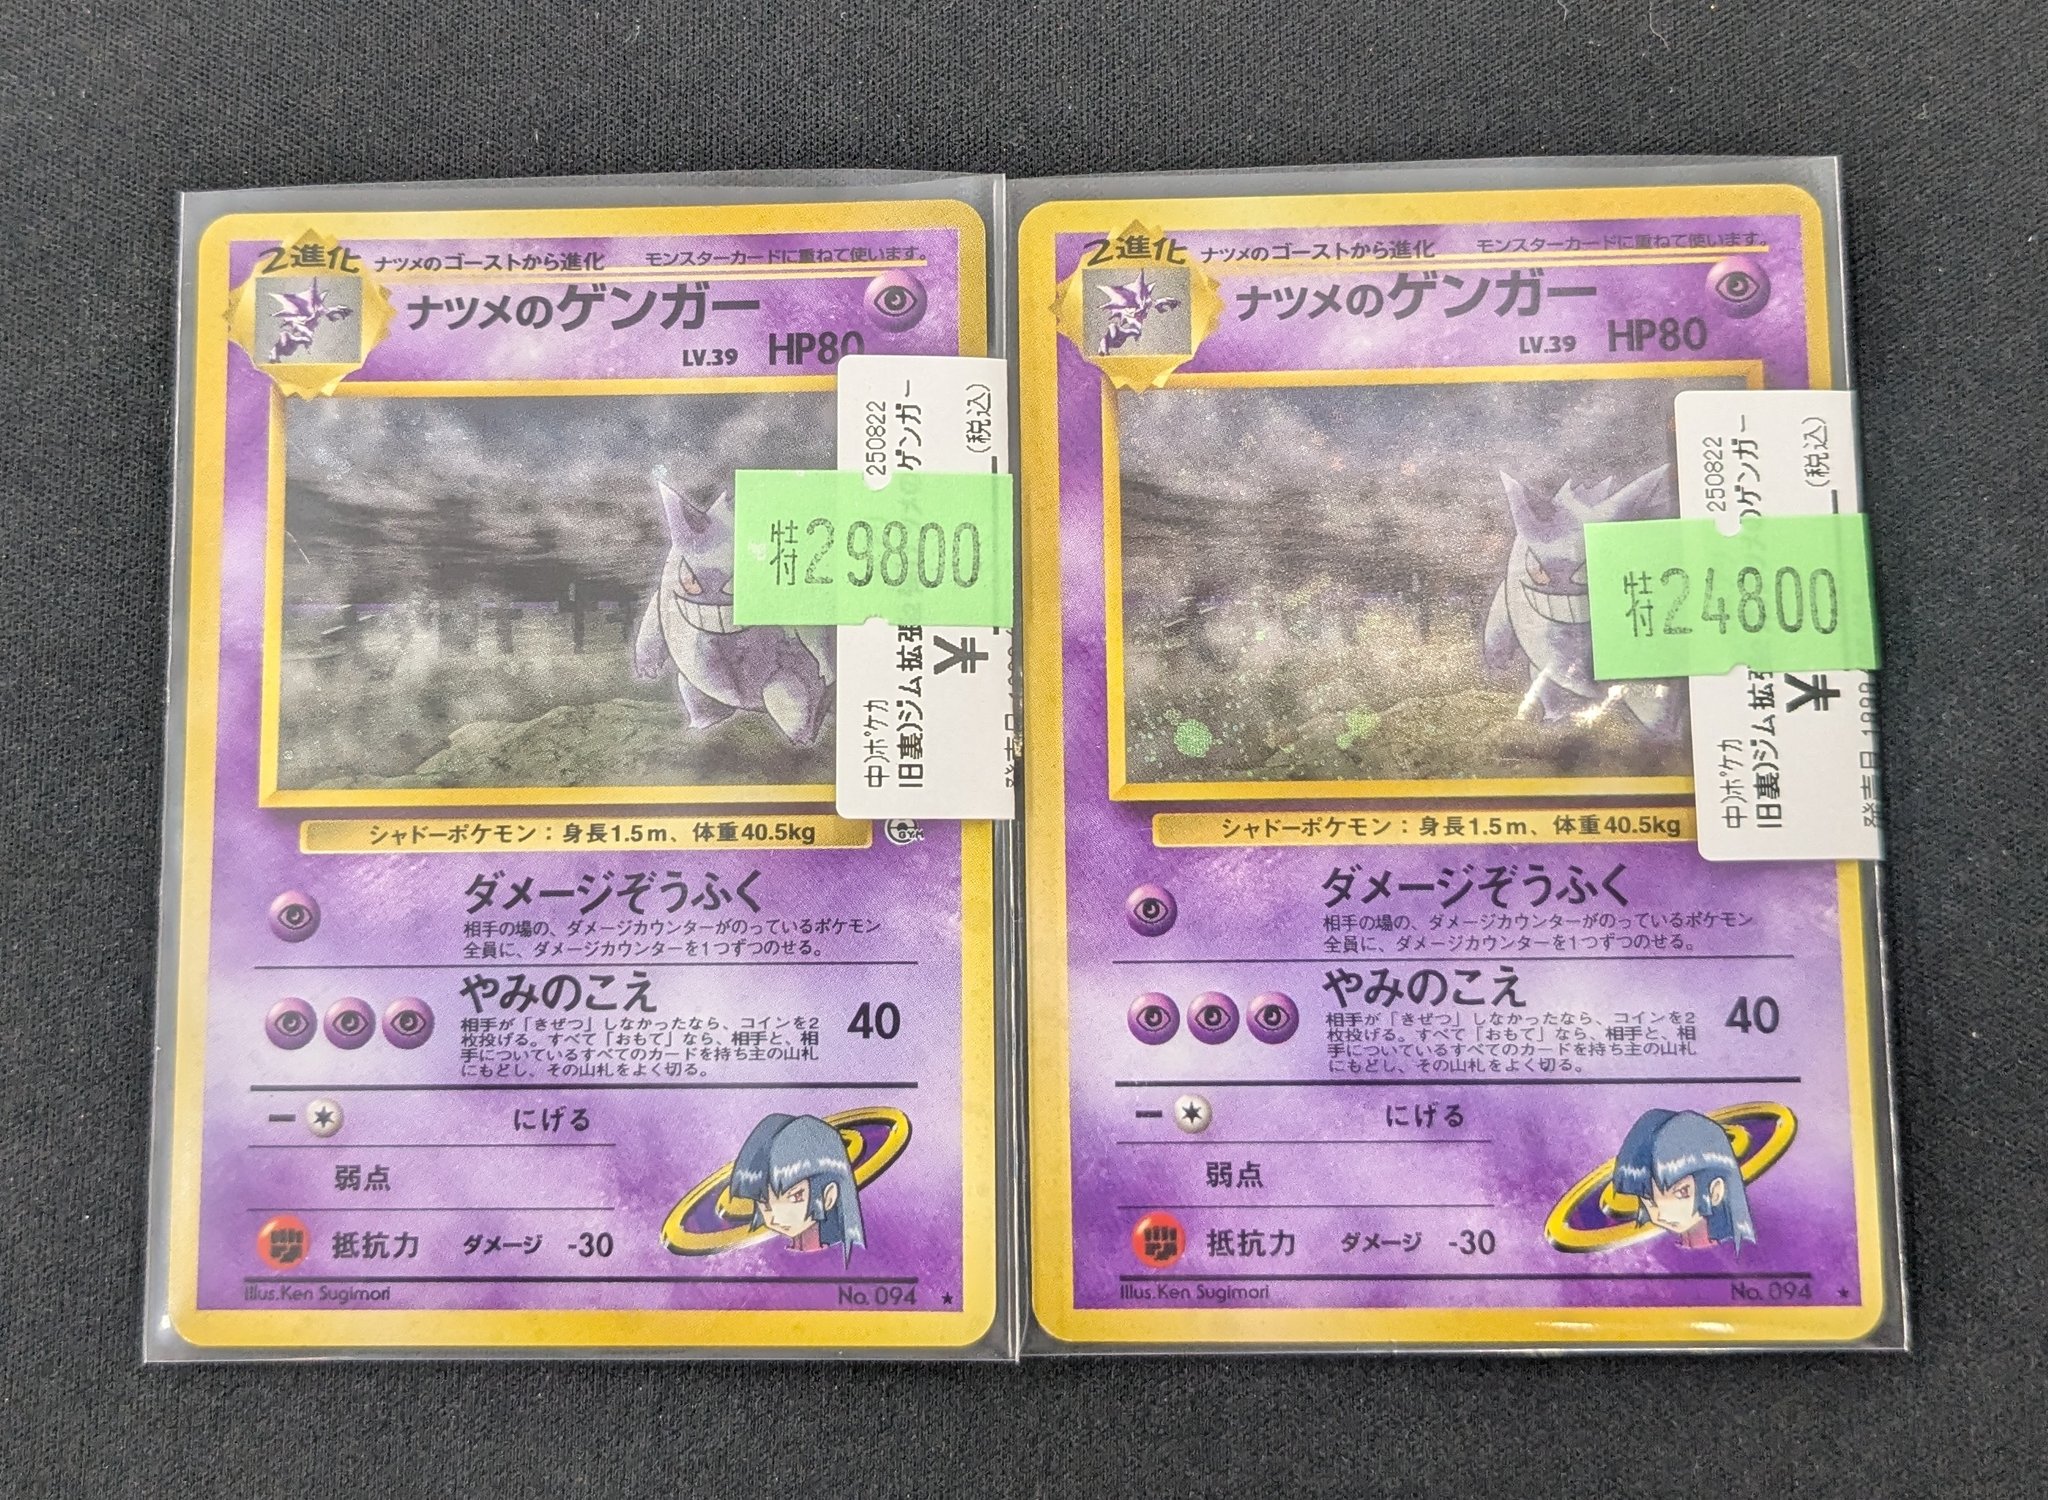 2進化 ナツメのゴーストから進化 モンスターカードに重ねて使います。
ナツメのゲンガー
LV.39 HP80
250822
ゲンガー
(税込)
特付29800
中)ポケカ
旧裏)ジム拡張
¥
発売日
シャドーポケモン：身長1.5m、体重40.5kg
ダメージぞうふく
相手の場の、ダメージカウンターがのっているポケモン
全員に、ダメージカウンターを1つずつのせる。
やみのこえ
40
相手が「きぜつ」しなかったなら、コインを2
枚投げる。すべて「おもて」なら、相手と、相
手についているすべてのカードを持ち主の山札
にもどし、その山札をよく切る。
にげる
弱点
抵抗力 ダメージ -30
Illus.Ken Sugimori
No. 094
2進化 ナツメのゴーストから進化 モンスターカードに重ねて使います。
ナツメのゲンガー
LV.39 HP80
250822
ゲンガー
(税込)
特付24800
中)ポケカ
旧裏)ジム拡張
¥
発売日
シャドーポケモン：身長1.5m、体重40.5kg
ダメージぞうふく
相手の場の、ダメージカウンターがのっているポケモン
全員に、ダメージカウンターを1つずつのせる。
やみのこえ
40
相手が「きぜつ」しなかったなら、コインを2
枚投げる。すべて「おもて」なら、相手と、相
手についているすべてのカードを持ち主の山札
にもどし、その山札をよく切る。
にげる
弱点
抵抗力 ダメージ -30
Illus.Ken Sugimori
No. 094